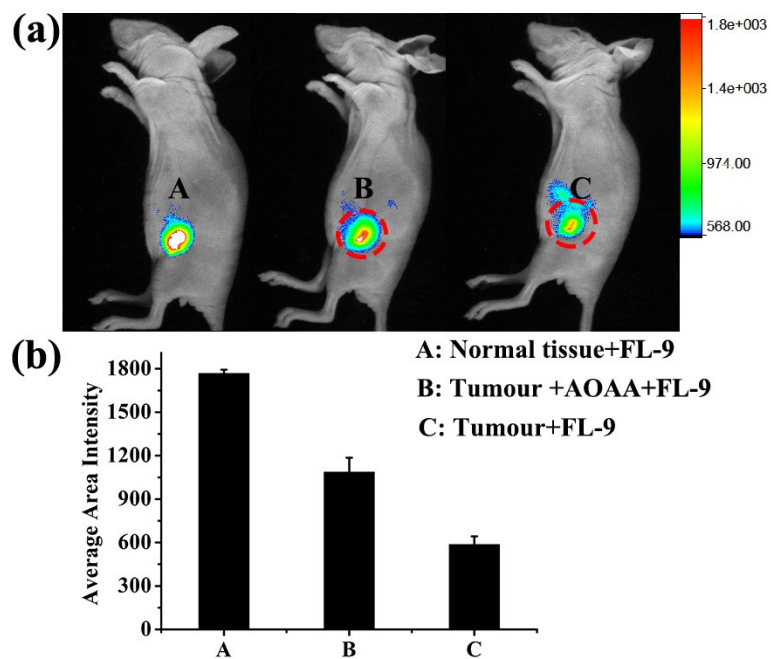 (a)
A
B
C
1.8e+003
1.4e+003
974.00
568.00
(b)
A: Normal tissue+FL-9
B: Tumour +AOAA+FL-9
C: Tumour+FL-9
Average Area Intensity
1800
1500
1200
900
600
300
0
A
B
C